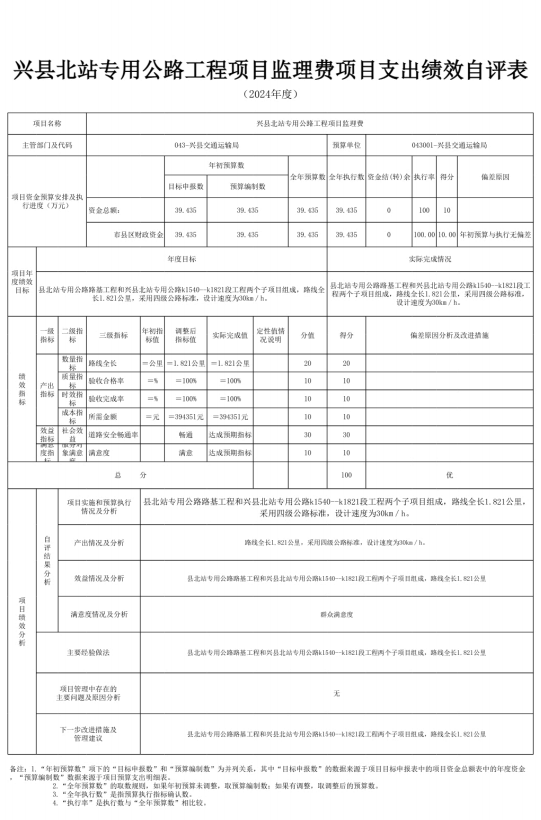 兴县北站专用公路工程项目监理费项目支出绩效自评表
（2024年度）
项目名称 兴县北站专用公路工程项目监理费
主管部门及代码 043-兴县交通运输局 预算单位 043001-兴县交通运输局
项目资金预算安排及执行进度（万元） 年初预算数 全年预算数 全年执行数 资金结(转)余 执行率 得分 偏差原因
目标申报数 预算编制数
资金总额： 39.435 39.435 39.435 39.435 0 100 10
市县区财政资金 39.435 39.435 39.435 39.435 0 100.00 10.00 年初预算与执行无偏差
项目年度绩效目标 年度目标 实际完成情况
县北站专用公路路基工程和兴县北站专用公路k1540--k1821段工程两个子项目组成，路线全长1.821公里，采用四级公路标准，设计速度为30km／h。
县北站专用公路路基工程和兴县北站专用公路k1540--k1821段工程两个子项目组成，路线全长1.821公里，采用四级公路标准，设计速度为30km／h。
绩效指标 一级指标 二级指标 三级指标 年初指标值 调整后指标值 实际完成值 定性值情况说明 分值 得分 偏差原因分析及改进措施
产出指标 数量指标 路线全长 ＝公里 ＝1.821公里 ＝1.821公里 20 20
质量指标 验收合格率 ＝% ＝100% ＝100% 10 10
时效指标 验收完成率 ＝% ＝100% ＝100% 10 10
成本指标 所需金额 ＝元 ＝394351元 ＝394351元 10 10
效益指标 社会效益 道路安全畅通率 畅通 达成预期指标 30 30
满意度指标 服务对象满意度 满意度 满意 达成预期指标 10 10
总 分 100 优
项目绩效分析 自评结果分析 项目实施和预算执行情况及分析 县北站专用公路路基工程和兴县北站专用公路k1540--k1821段工程两个子项目组成，路线全长1.821公里，采用四级公路标准，设计速度为30km／h。
产出情况及分析 路线全长1.821公里，采用四级公路标准，设计速度为30km／h。
效益情况及分析 县北站专用公路路基工程和兴县北站专用公路k1540--k1821段工程两个子项目组成，路线全长1.821公里
满意度情况及分析 群众满意度
主要经验做法 县北站专用公路路基工程和兴县北站专用公路k1540--k1821段工程两个子项目组成，路线全长1.821公里
项目管理中存在的主要问题及原因分析 无
下一步改进措施及管理建议 县北站专用公路路基工程和兴县北站专用公路k1540--k1821段工程两个子项目组成，路线全长1.821公里
备注：1.“年初预算数”项下的“目标申报数”和“预算编制数”为并列关系，其中“目标申报数”的数据来源于项目目标申报表中的项目资金总额表中的年度资金
，“预算编制数”数据来源于项目预算支出明细表。
2.“全年预算数”的取数规则，如果年初预算未调整，取预算编制数；如果有调整，取调整后的预算数。
3.“全年执行数”是指预算执行指标确认数。
4.“执行率”是执行数与“全年预算数”相比较。